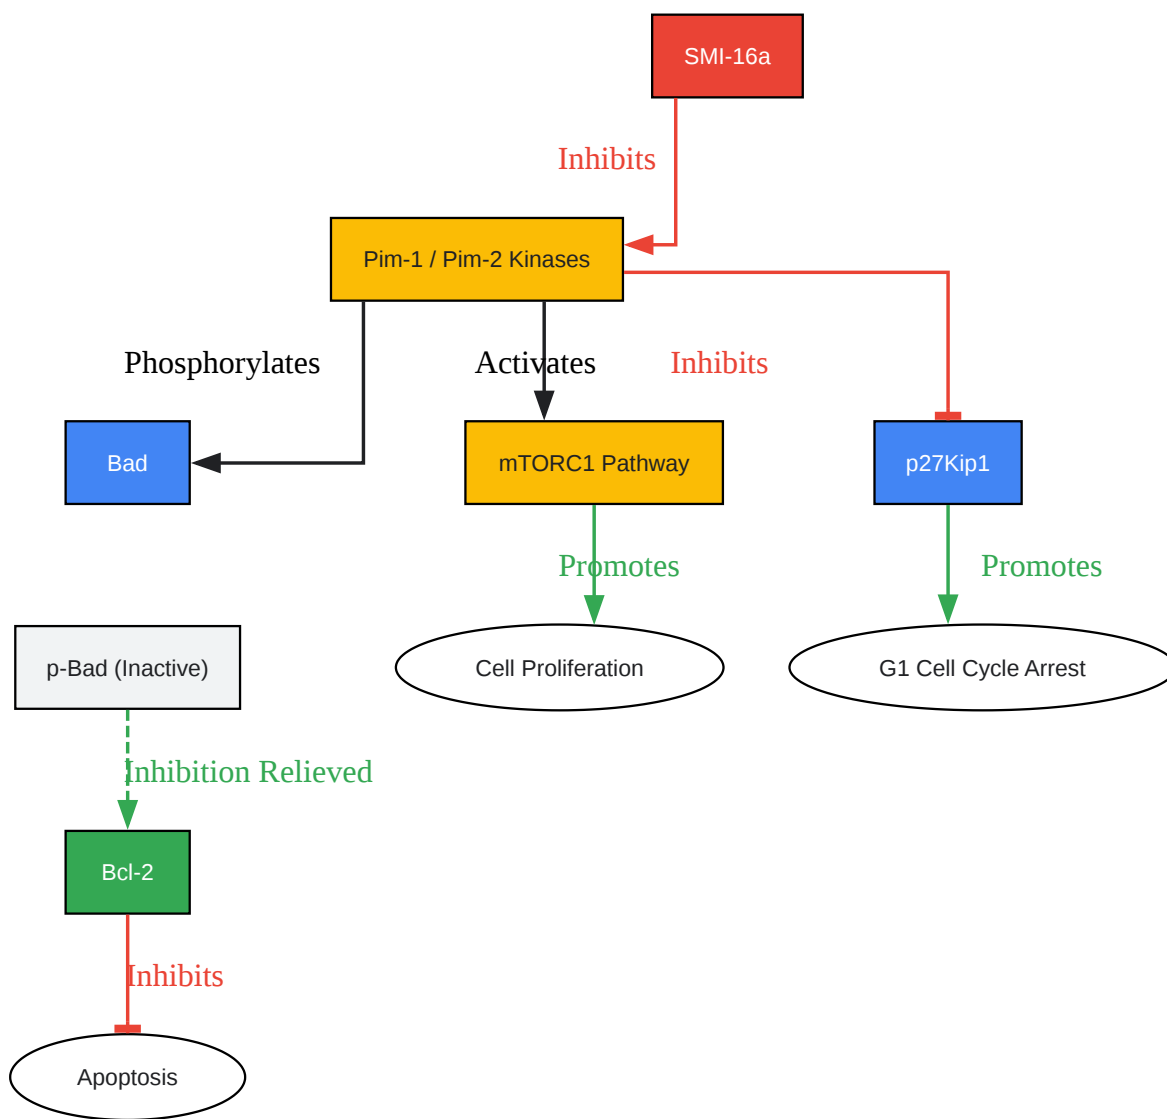 SMI-16a
Inhibits
Pim-1 / Pim-2 Kinases
Phosphorylates
Activates
Inhibits
Bad
mTORC1 Pathway
p27Kip1
Promotes
Promotes
p-Bad (Inactive)
Cell Proliferation
G1 Cell Cycle Arrest
Inhibition Relieved
Bcl-2
Inhibits
Apoptosis